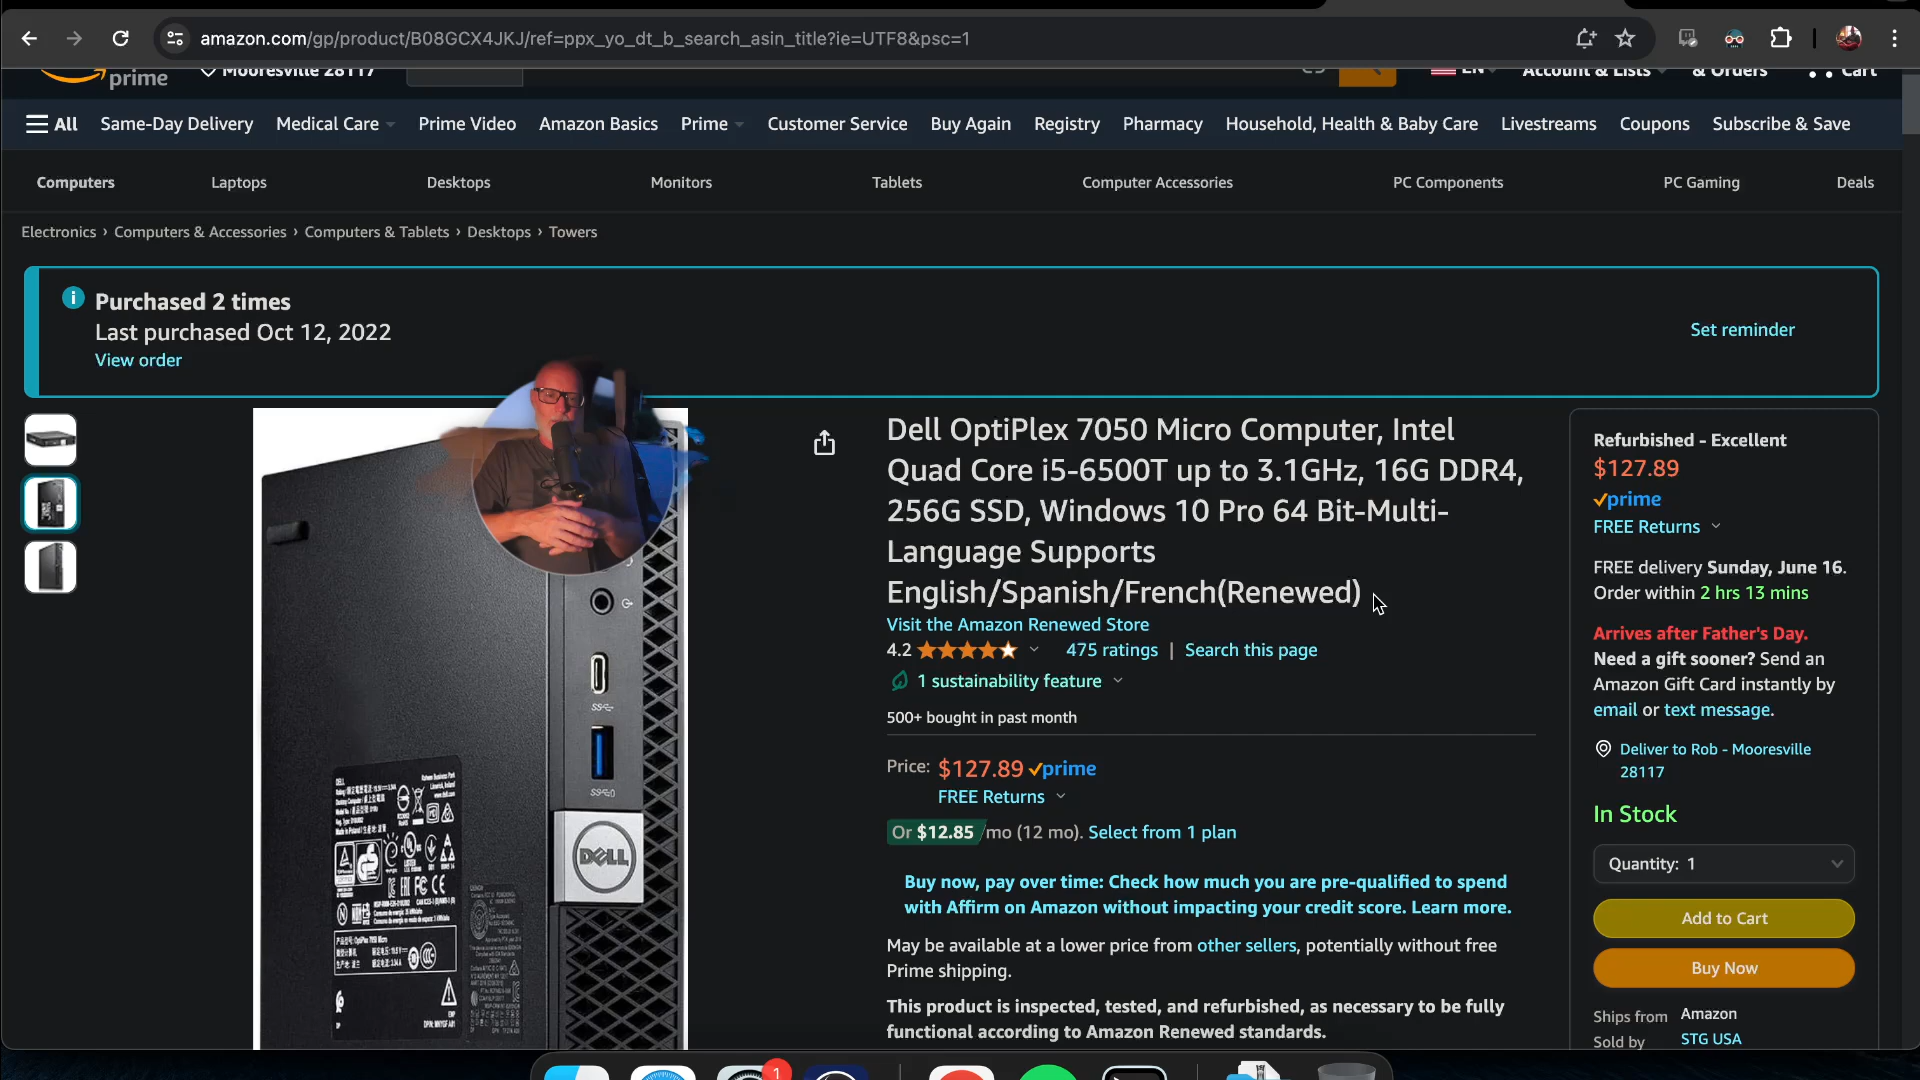 amazon.com/gp/product/B08GCX4JKJ/ref=ppx_yo_dt_b_search_asin_title?ie=UTF8&psc=1
prime
Mooresville 28117
EN
Account & Lists
& Orders
Cart
All
Same-Day Delivery
Medical Care
Prime Video
Amazon Basics
Prime
Customer Service
Buy Again
Registry
Pharmacy
Household, Health & Baby Care
Livestreams
Coupons
Subscribe & Save
Computers
Laptops
Desktops
Monitors
Tablets
Computer Accessories
PC Components
PC Gaming
Deals
Electronics › Computers & Accessories › Computers & Tablets › Desktops › Towers
Purchased 2 times
Last purchased Oct 12, 2022
View order
Set reminder
Dell OptiPlex 7050 Micro Computer, Intel
Quad Core i5-6500T up to 3.1GHz, 16G DDR4,
256G SSD, Windows 10 Pro 64 Bit-Multi-
Language Supports
English/Spanish/French(Renewed)
Visit the Amazon Renewed Store
4.2
475 ratings | Search this page
1 sustainability feature
500+ bought in past month
Price: $127.89 prime
FREE Returns
Or $12.85 /mo (12 mo). Select from 1 plan
Buy now, pay over time: Check how much you are pre-qualified to spend
with Affirm on Amazon without impacting your credit score. Learn more.
May be available at a lower price from other sellers, potentially without free
Prime shipping.
This product is inspected, tested, and refurbished, as necessary to be fully
functional according to Amazon Renewed standards.
Refurbished - Excellent
$127.89
prime
FREE Returns
FREE delivery Sunday, June 16.
Order within 2 hrs 13 mins
Arrives after Father's Day.
Need a gift sooner? Send an
Amazon Gift Card instantly by
email or text message.
Deliver to Rob - Mooresville
28117
In Stock
Quantity: 1
Add to Cart
Buy Now
Ships from Amazon
Sold by STG USA
DELL
1